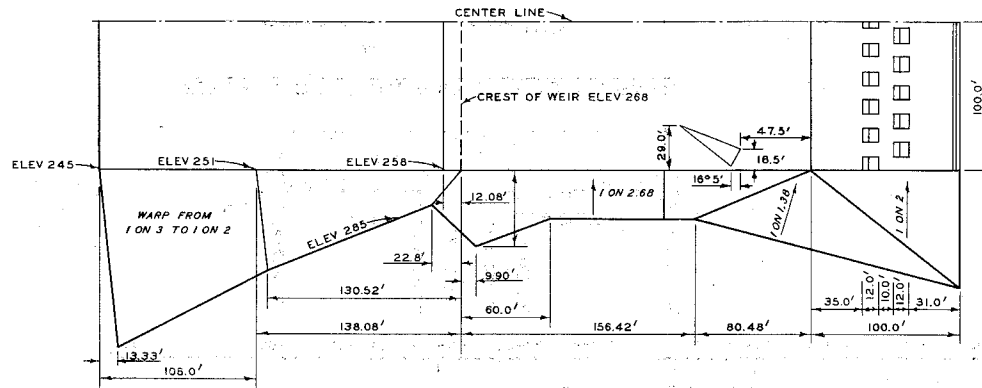 CENTER LINE
CREST OF WEIR ELEV 268
100.0'
47.5'
29.0'
16.5'
16.5'
ELEV 245
ELEV 251
ELEV 258
WARP FROM
1 ON 3 TO 1 ON 2
ELEV 285
12.08'
1 ON 2.68
1 ON 1.38
1 ON 2
22.8'
9.90'
130.52'
60.0'
35.0'
12.0'
10.0'
12.0'
31.0'
138.08'
156.42'
80.48'
100.0'
13.33'